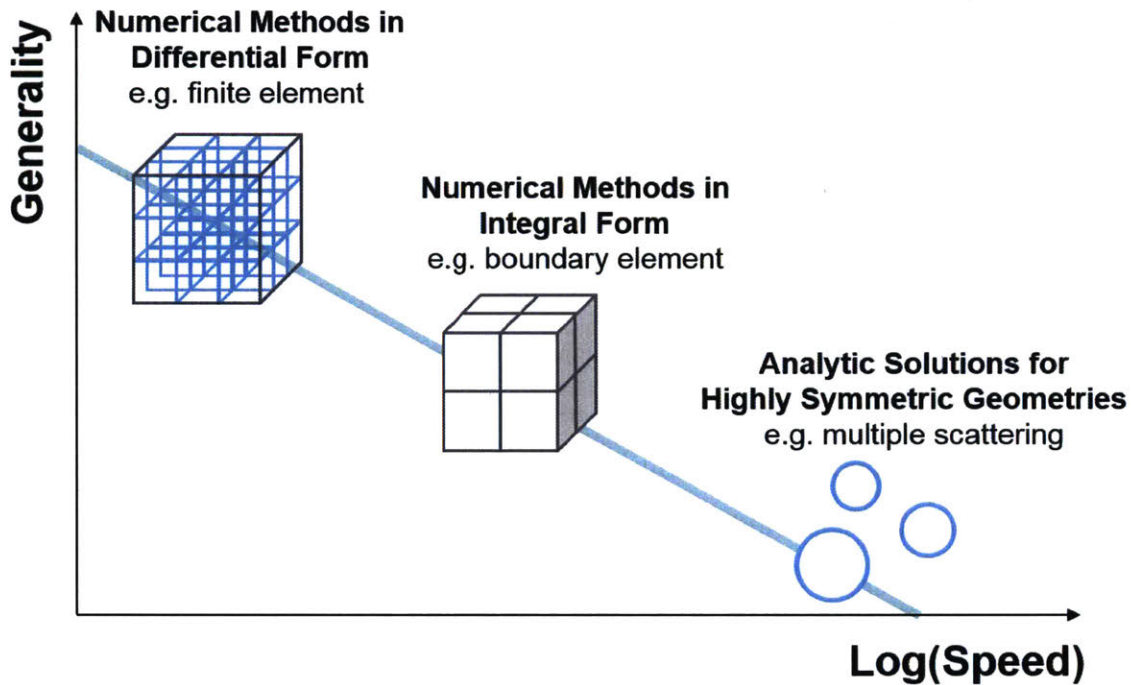 Generality
Numerical Methods in
Differential Form
e.g. finite element
Numerical Methods in
Integral Form
e.g. boundary element
Analytic Solutions for
Highly Symmetric Geometries
e.g. multiple scattering
Log(Speed)